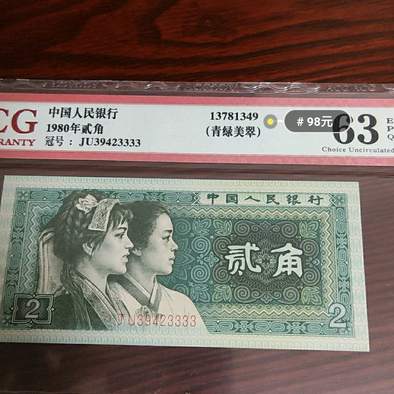 CG
RRANTY
中国人民银行
1980年贰角
冠号: JU39423333
13781349
(青绿美翠)
# 98元
63
E
P
Q
Choice Uncirculated
中国人民银行
贰角
2
JU39423333
2